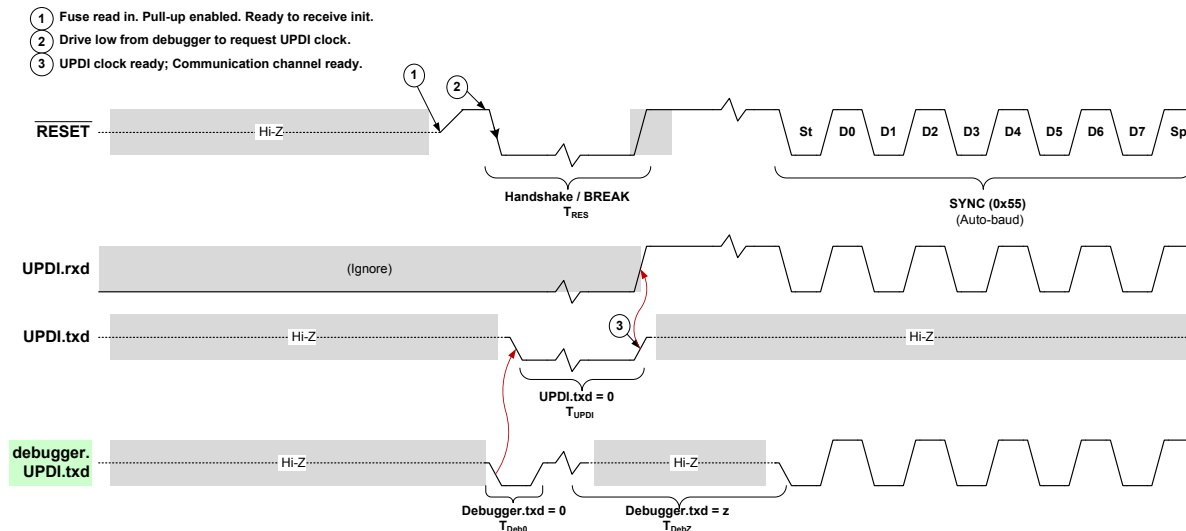 1 Fuse read in. Pull-up enabled. Ready to receive init.
2 Drive low from debugger to request UPDI clock.
3 UPDI clock ready; Communication channel ready.
1
2
RESET
Hi-Z
St D0 D1 D2 D3 D4 D5 D6 D7 Sp
Handshake / BREAK
TRES
SYNC (0x55)
(Auto-baud)
UPDI.rxd
(Ignore)
UPDI.txd
Hi-Z
3
Hi-Z
UPDI.txd = 0
TUPDI
debugger.
UPDI.txd
Hi-Z
Hi-Z
Debugger.txd = 0
TDeb0
Debugger.txd = z
TDebZ